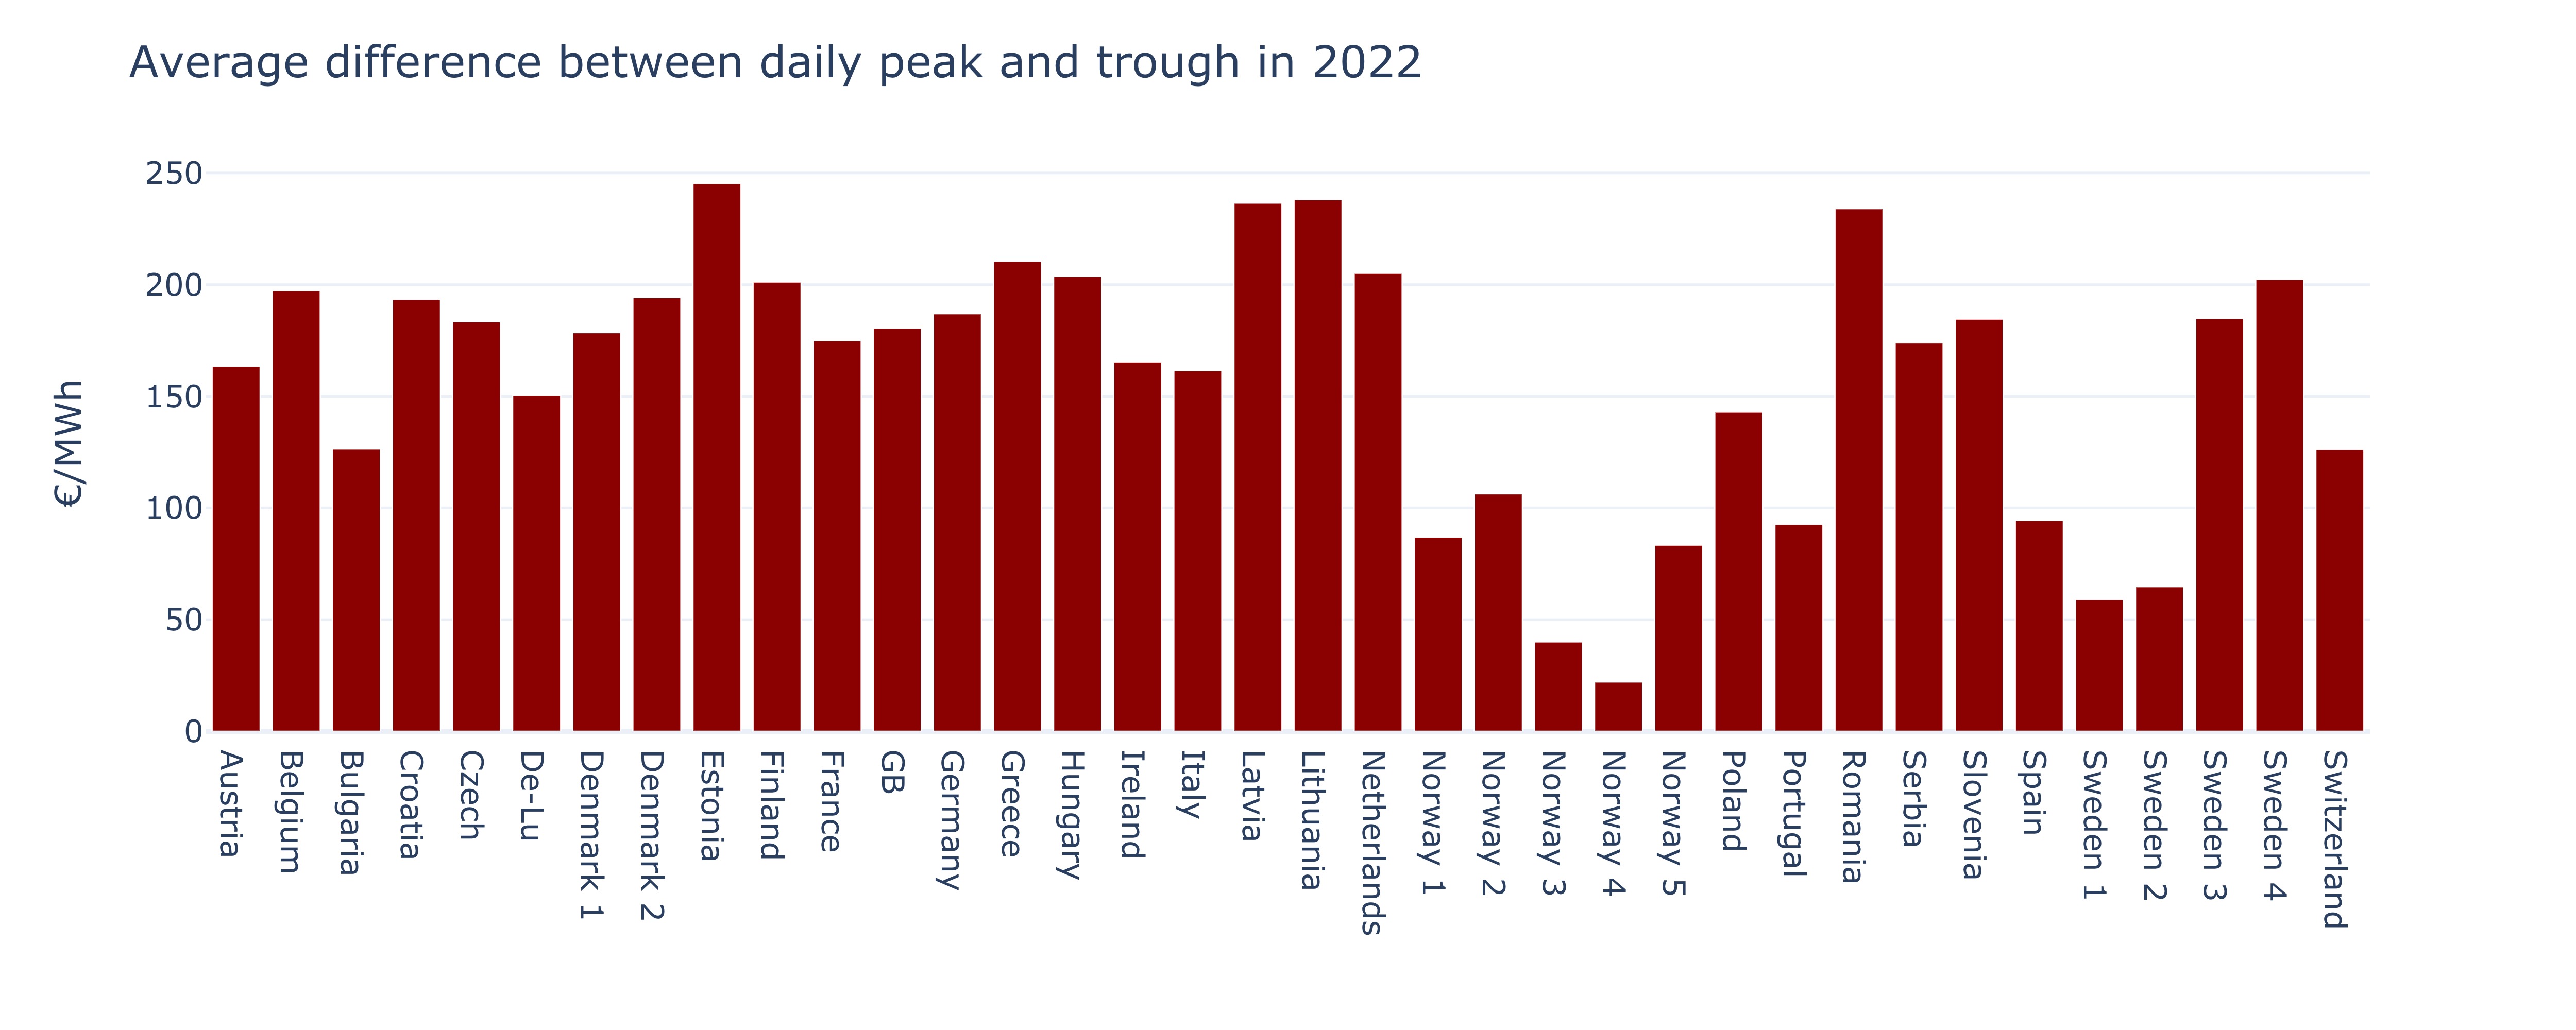 Average difference between daily peak and trough in 2022
€/MWh
250
200
150
100
50
0
Austria
Belgium
Bulgaria
Croatia
Czech
De-Lu
Denmark 1
Denmark 2
Estonia
Finland
France
GB
Germany
Greece
Hungary
Ireland
Italy
Latvia
Lithuania
Netherlands
Norway 1
Norway 2
Norway 3
Norway 4
Norway 5
Poland
Portugal
Romania
Serbia
Slovenia
Spain
Sweden 1
Sweden 2
Sweden 3
Sweden 4
Switzerland